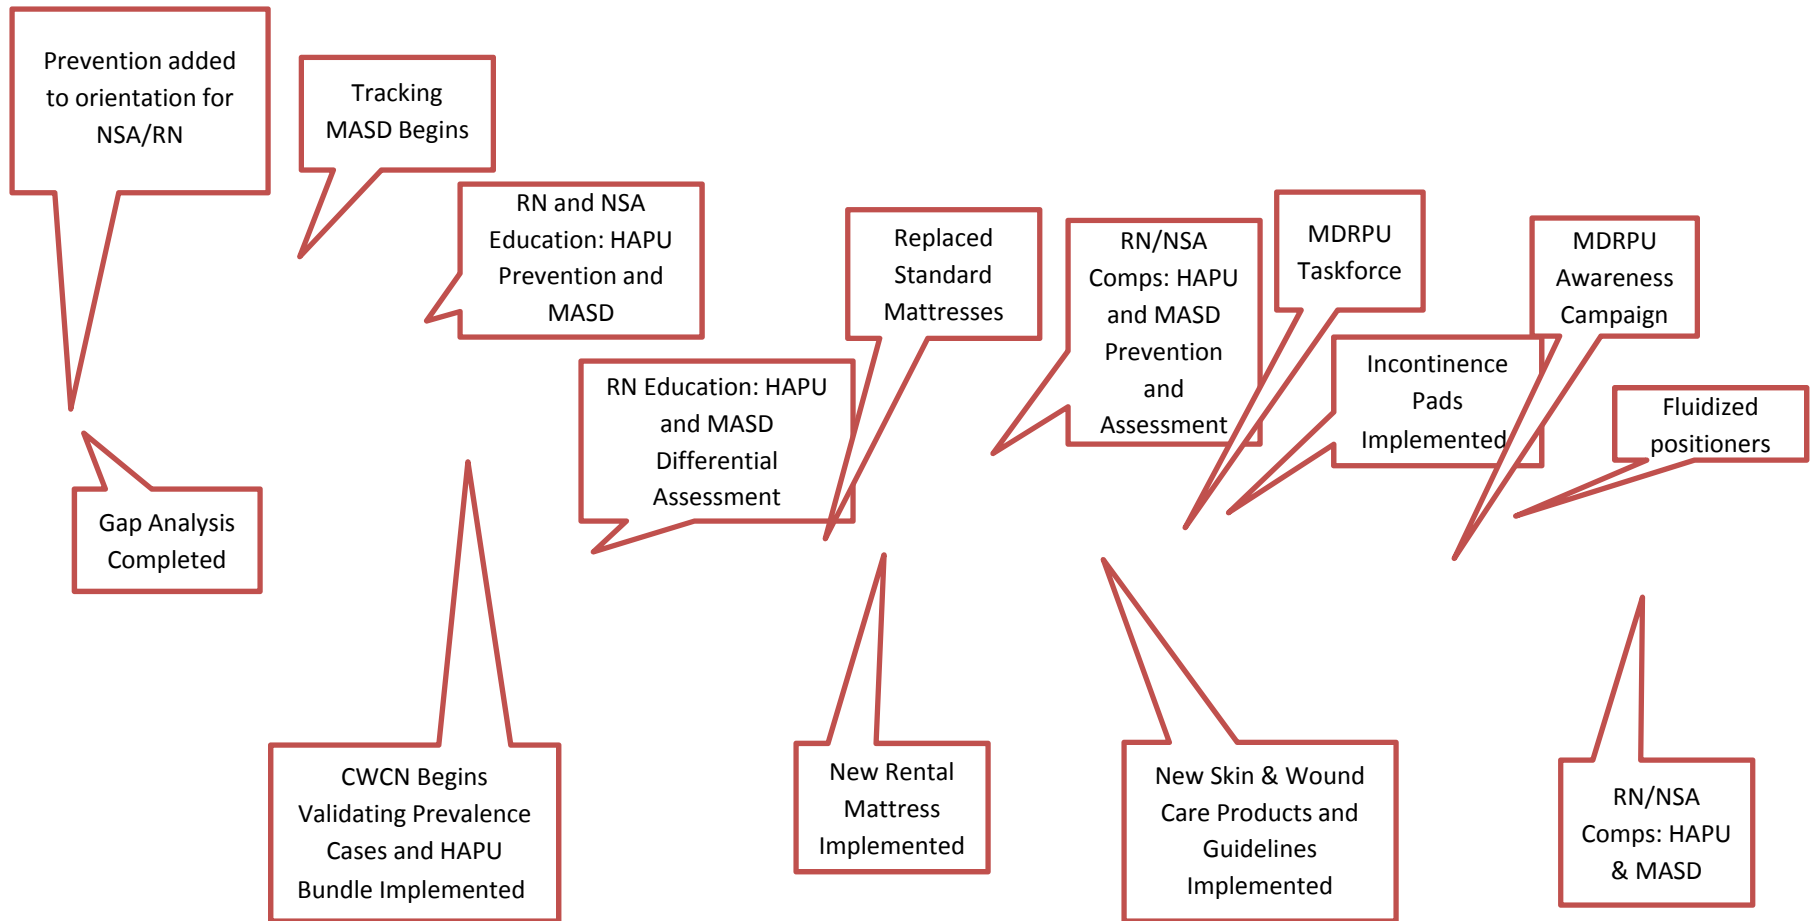 Prevention added
to orientation for
NSA/RN
Tracking
MASD Begins
RN and NSA
Education: HAPU
Prevention and
MASD
Replaced
Standard
Mattresses
RN/NSA
Comps: HAPU
and MASD
Prevention
and
Assessment
MDRPU
Taskforce
MDRPU
Awareness
Campaign
RN Education: HAPU
and MASD
Differential
Assessment
Incontinence
Pads
Implemented
Fluidized
positioners
Gap Analysis
Completed
CWCN Begins
Validating Prevalence
Cases and HAPU
Bundle Implemented
New Rental
Mattress
Implemented
New Skin & Wound
Care Products and
Guidelines
Implemented
RN/NSA
Comps: HAPU
& MASD